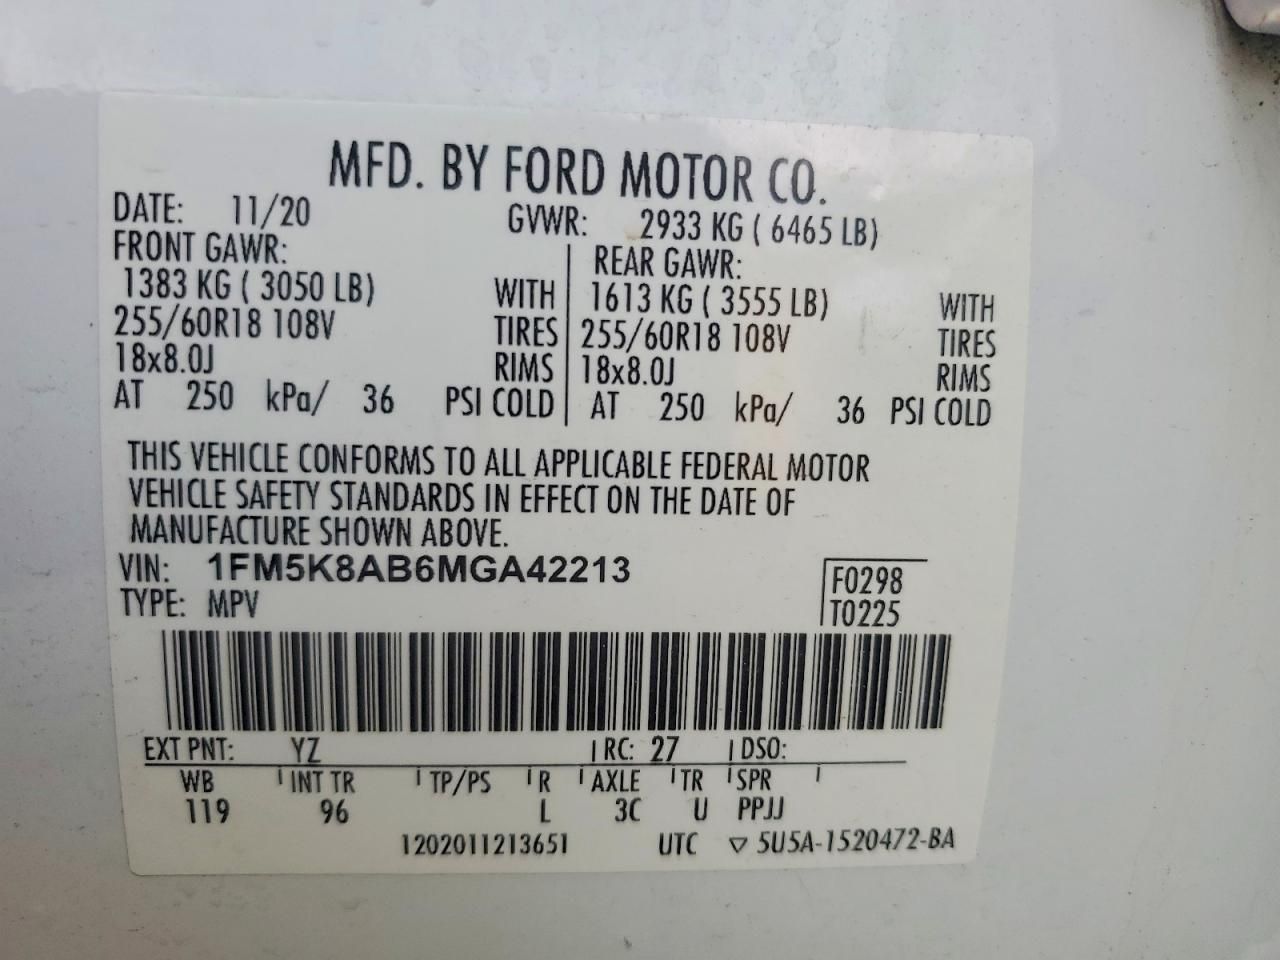 MFD. BY FORD MOTOR CO.
DATE: 11/20 GVWR: 2933 KG ( 6465 LB)
FRONT GAWR: REAR GAWR:
1383 KG ( 3050 LB) WITH 1613 KG ( 3555 LB) WITH
255/60R18 108V TIRES 255/60R18 108V TIRES
18x8.0J RIMS 18x8.0J RIMS
AT 250 kPa/ 36 PSI COLD AT 250 kPa/ 36 PSI COLD
THIS VEHICLE CONFORMS TO ALL APPLICABLE FEDERAL MOTOR
VEHICLE SAFETY STANDARDS IN EFFECT ON THE DATE OF
MANUFACTURE SHOWN ABOVE.
VIN: 1FM5K8AB6MGA42213 F0298
TYPE: MPV T0225
EXT PNT: YZ RC: 27 DSO:
WB INT TR TP/PS R AXLE TR SPR
119 96 L 3C U PPJJ
1202011213651 UTC ▽ 5U5A-1520472-BA